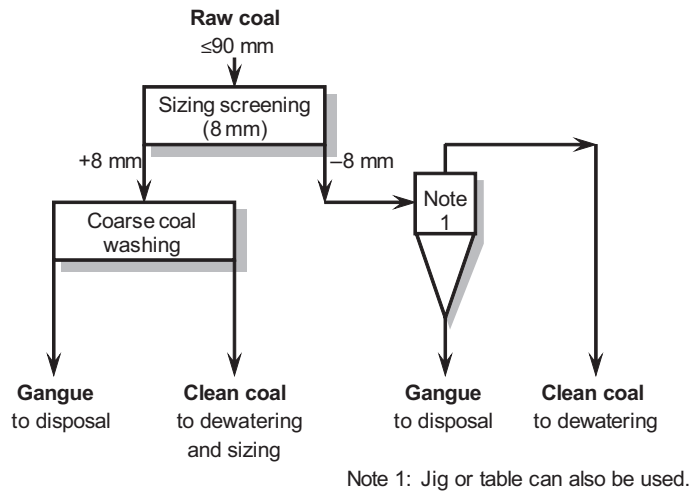 Raw coal
≤90 mm
Sizing screening
(8 mm)
+8 mm
–8 mm
Coarse coal
washing
Note
1
Gangue
to disposal
Clean coal
to dewatering
and sizing
Gangue
to disposal
Clean coal
to dewatering
Note 1: Jig or table can also be used.